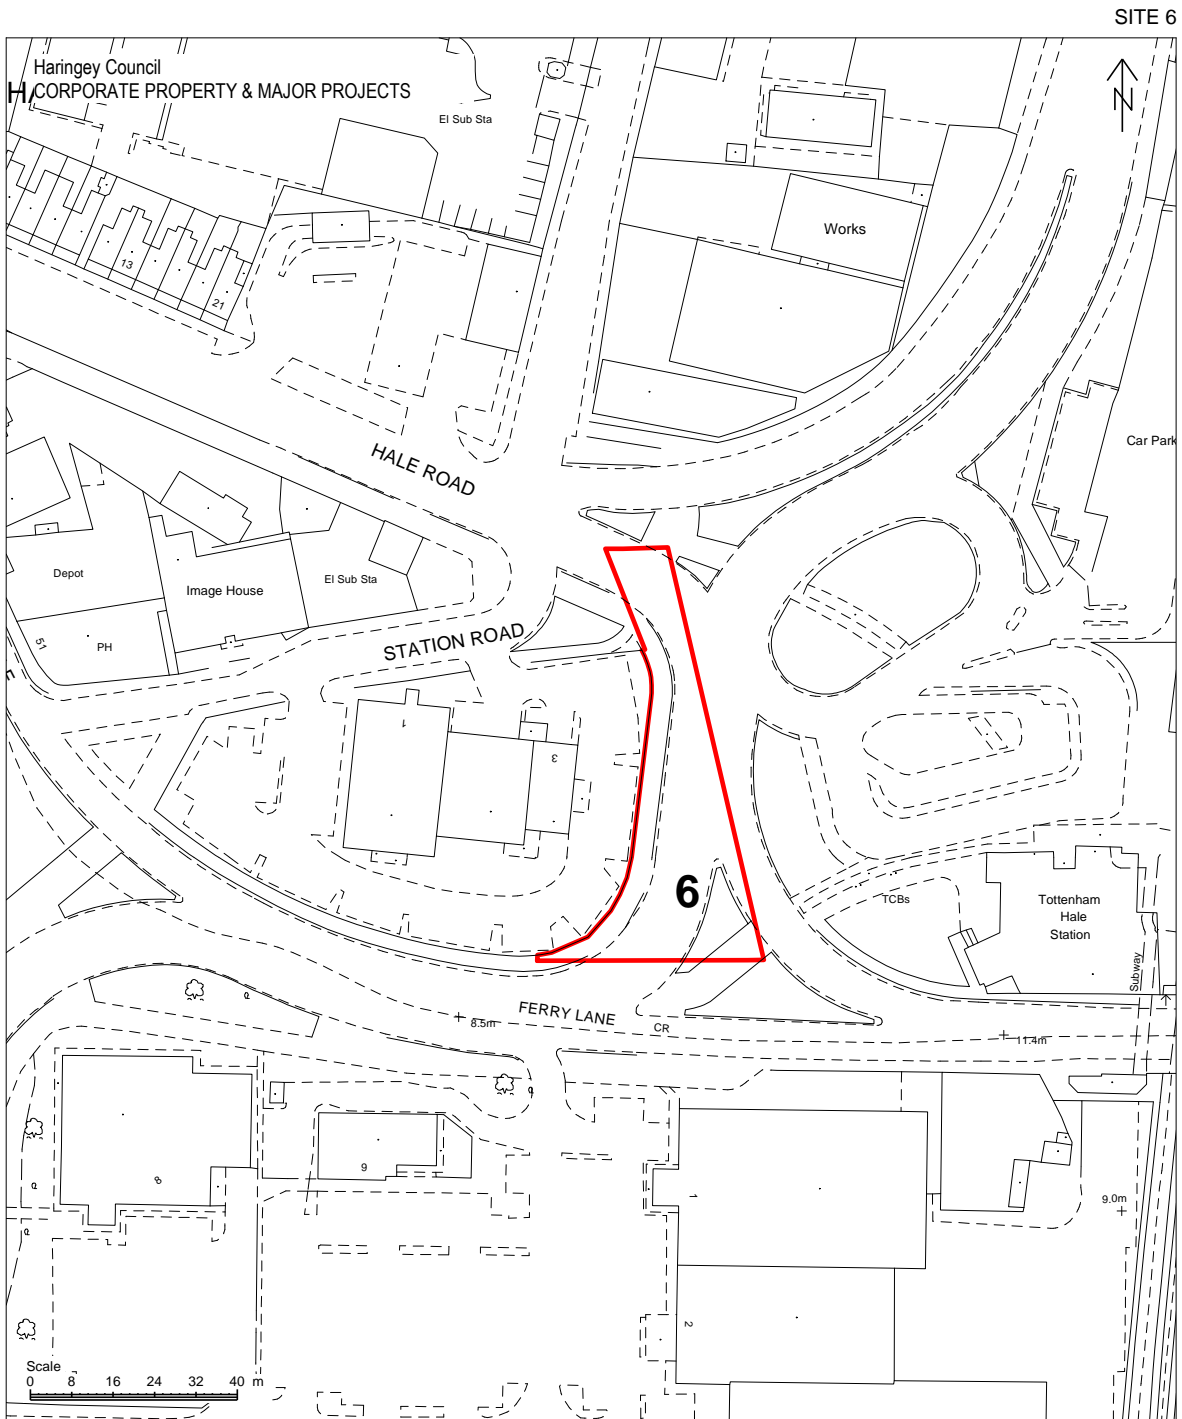 SITE 6
Haringey Council
CORPORATE PROPERTY & MAJOR PROJECTS
El Sub Sta
N
Works
13
21
Car Park
HALE ROAD
Depot
Image House
El Sub Sta
STATION ROAD
51
PH
1
3
6
TCBs
Tottenham
Hale
Station
Subway
FERRY LANE
8.5m
CR
11.4m
8
9
1
9.0m
2
Scale
0 8 16 24 32 40 m